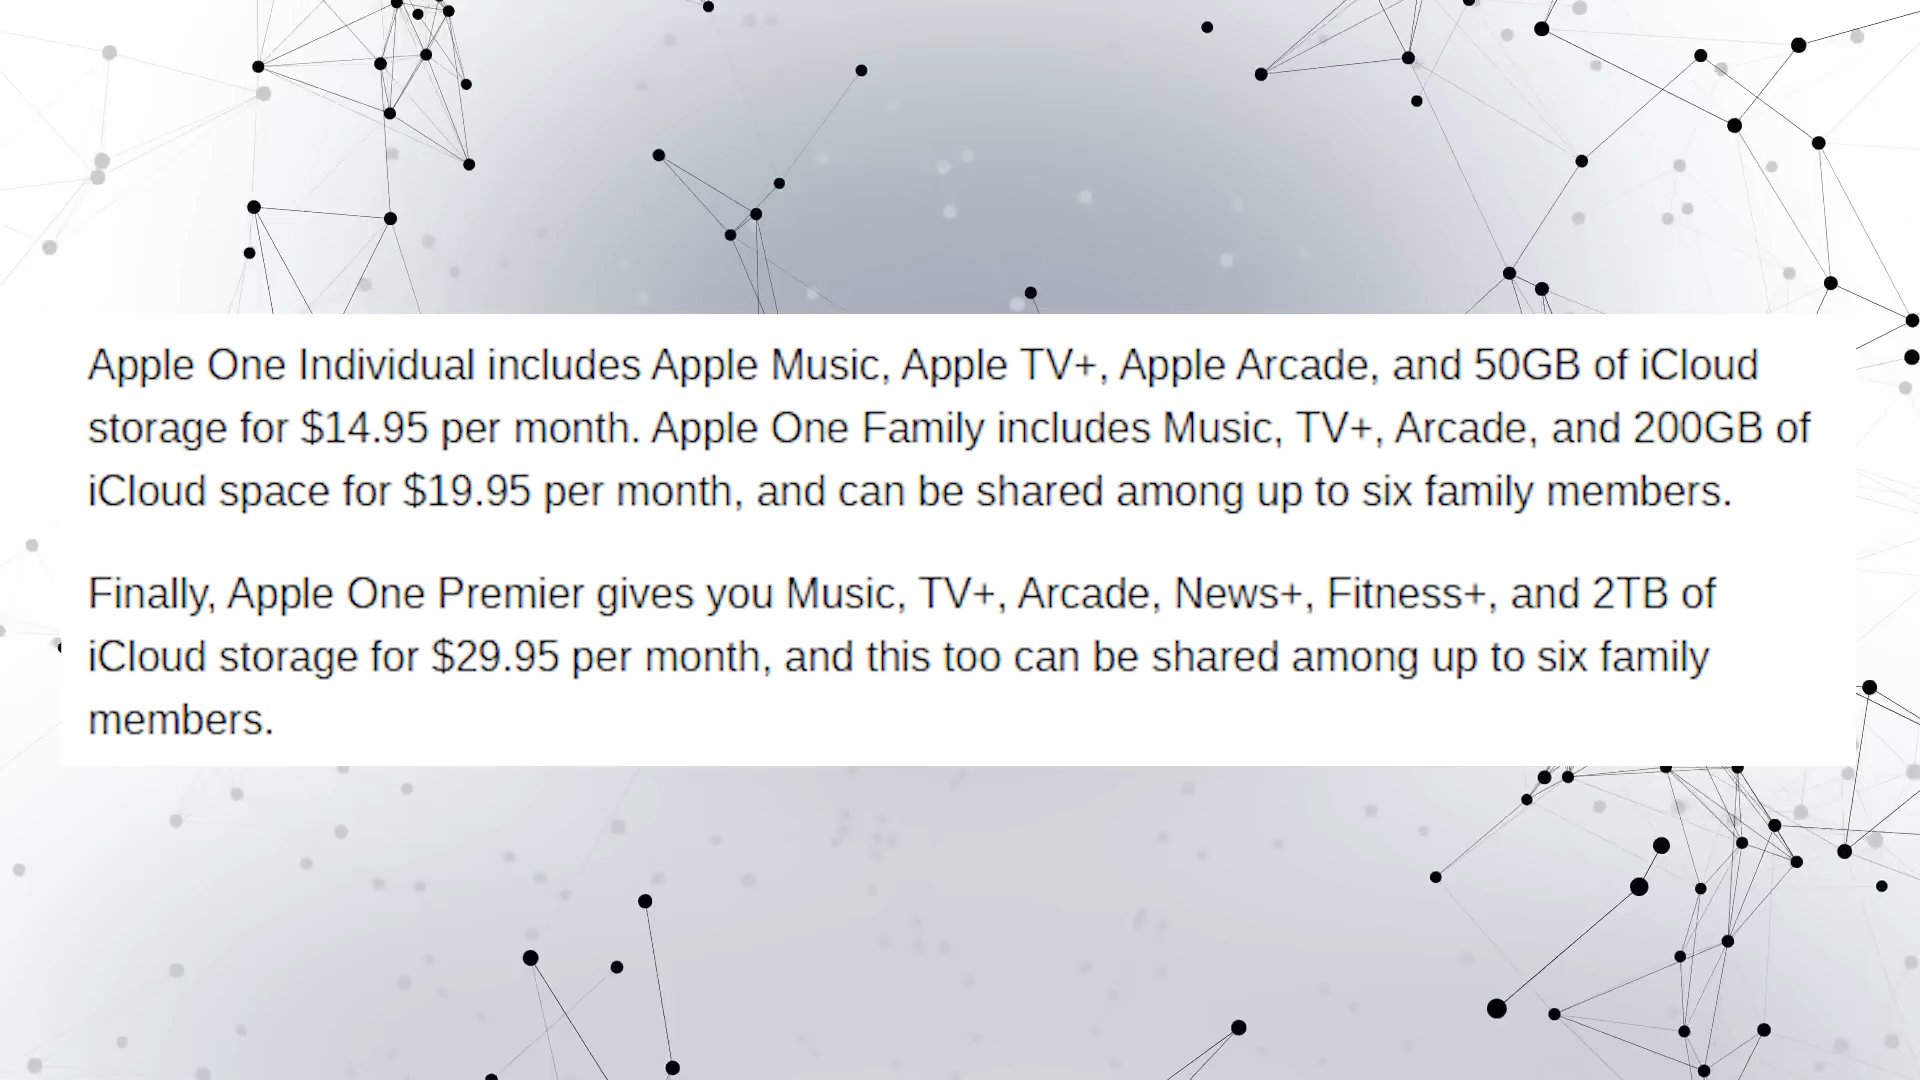 Apple One Individual includes Apple Music, Apple TV+, Apple Arcade, and 50GB of iCloud
storage for $14.95 per month. Apple One Family includes Music, TV+, Arcade, and 200GB of
iCloud space for $19.95 per month, and can be shared among up to six family members.
Finally, Apple One Premier gives you Music, TV+, Arcade, News+, Fitness+, and 2TB of
iCloud storage for $29.95 per month, and this too can be shared among up to six family
members.